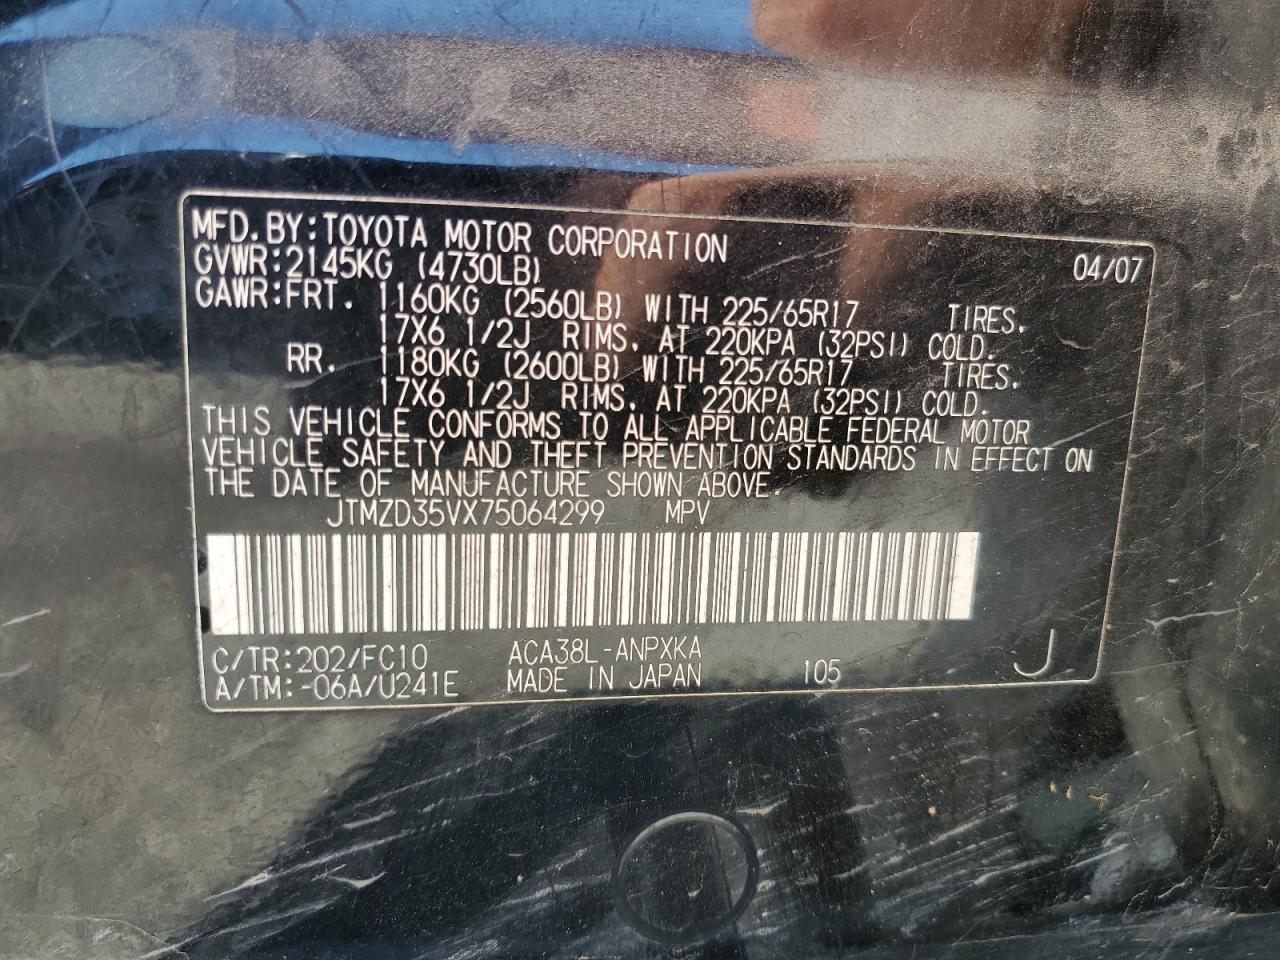 MFD.BY:TOYOTA MOTOR CORPORATION 04/07
GVWR:2145KG (4730LB)
GAWR:FRT. 1160KG (2560LB) WITH 225/65R17 TIRES,
17X6 1/2J RIMS, AT 220KPA (32PSI) COLD.
RR. 1180KG (2600LB) WITH 225/65R17 TIRES,
17X6 1/2J RIMS, AT 220KPA (32PSI) COLD.
THIS VEHICLE CONFORMS TO ALL APPLICABLE FEDERAL MOTOR
VEHICLE SAFETY AND THEFT PREVENTION STANDARDS IN EFFECT ON
THE DATE OF MANUFACTURE SHOWN ABOVE.
JTMZD35VX75064299 MPV
C/TR:202/FC10 ACA38L-ANPXKA
A/TM:-06A/U241E MADE IN JAPAN 105 J